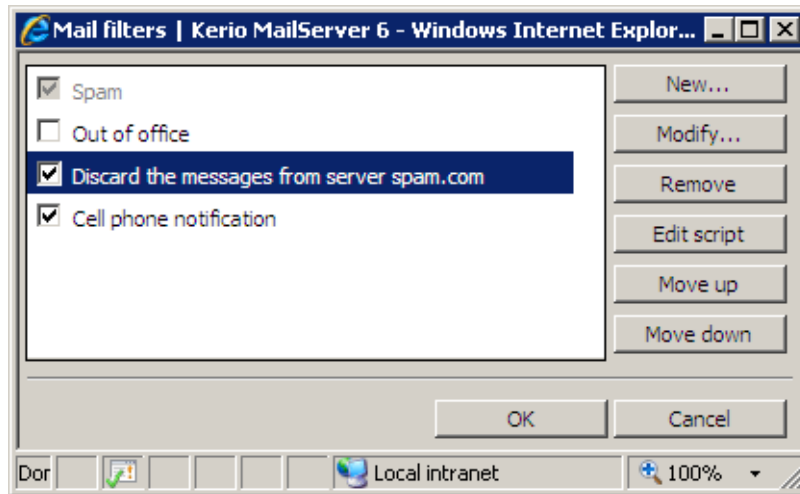 Mail filters | Kerio MailServer 6 - Windows Internet Explor...
Spam
Out of office
Discard the messages from server spam.com
Cell phone notification
New...
Modify...
Remove
Edit script
Move up
Move down
OK
Cancel
Dor
Local intranet
100%